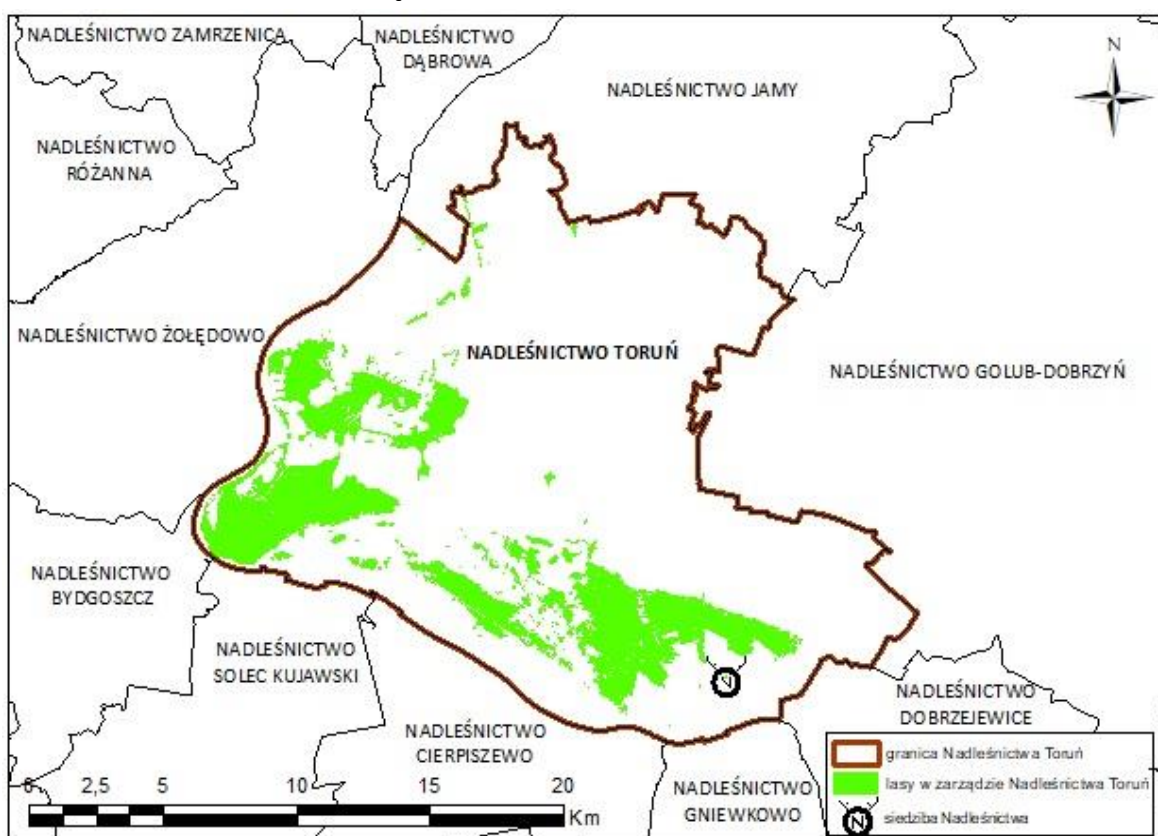 NADLEŚNICTWO ZAMRZENICA
NADLEŚNICTWO
DĄBROWA
NADLEŚNICTWO JAMY
N
NADLEŚNICTWO
RÓŻANNA
NADLEŚNICTWO ŻOŁĘDOWO
NADLEŚNICTWO TORUŃ
NADLEŚNICTWO GOLUB-DOBRZYŃ
NADLEŚNICTWO
BYDGOSZCZ
NADLEŚNICTWO
SOLEC KUJAWSKI
NADLEŚNICTWO
CIERPISZEWO
NADLEŚNICTWO
GNIEWKOWO
NADLEŚNICTWO
DOBRZEJEWICE
granica Nadleśnictwa Toruń
lasy w zarządzie Nadleśnictwa Toruń
N siedziba Nadleśnictwa
0 2,5 5 10 15 20
Km